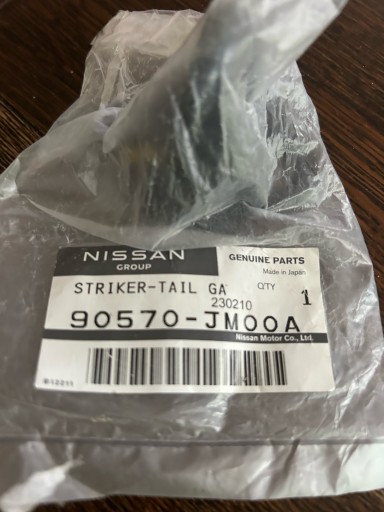 NISSAN GENUINE PARTS
GROUP Made in Japan
STRIKER-TAIL GA QTY 1
230210
90570-JM00A
Nissan Motor Co., Ltd.